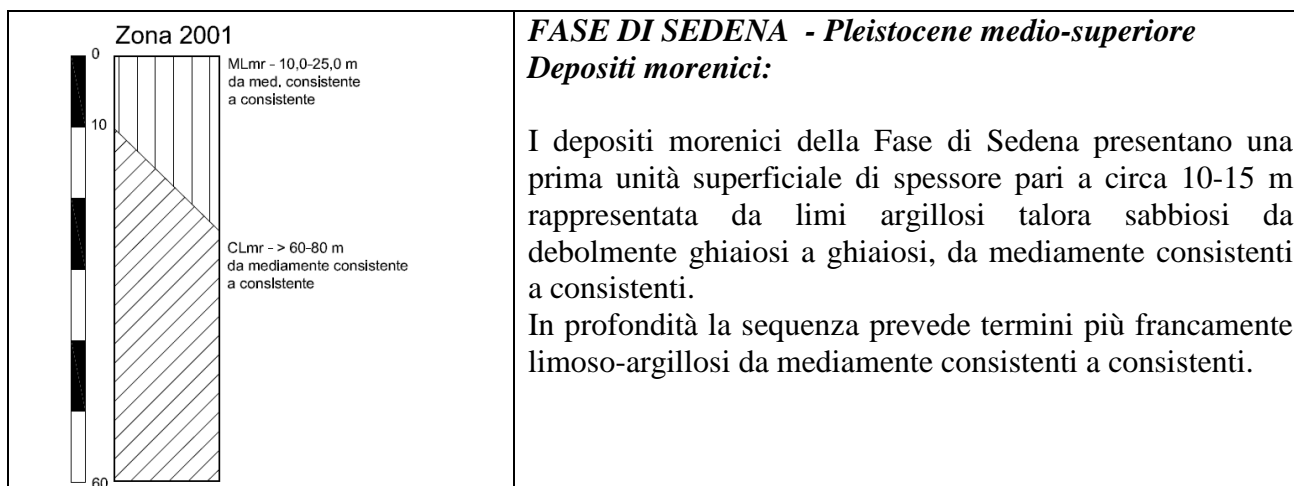 Zona 2001
0
MLmr - 10,0-25,0 m
da med. consistente
a consistente
10
CLmr - > 60-80 m
da mediamente consistente
a consistente
60
FASE DI SEDENA - Pleistocene medio-superiore
Depositi morenici:
I depositi morenici della Fase di Sedena presentano una
prima unità superficiale di spessore pari a circa 10-15 m
rappresentata da limi argillosi talora sabbiosi da
debolmente ghiaiosi a ghiaiosi, da mediamente consistenti
a consistenti.
In profondità la sequenza prevede termini più francamente
limoso-argillosi da mediamente consistenti a consistenti.